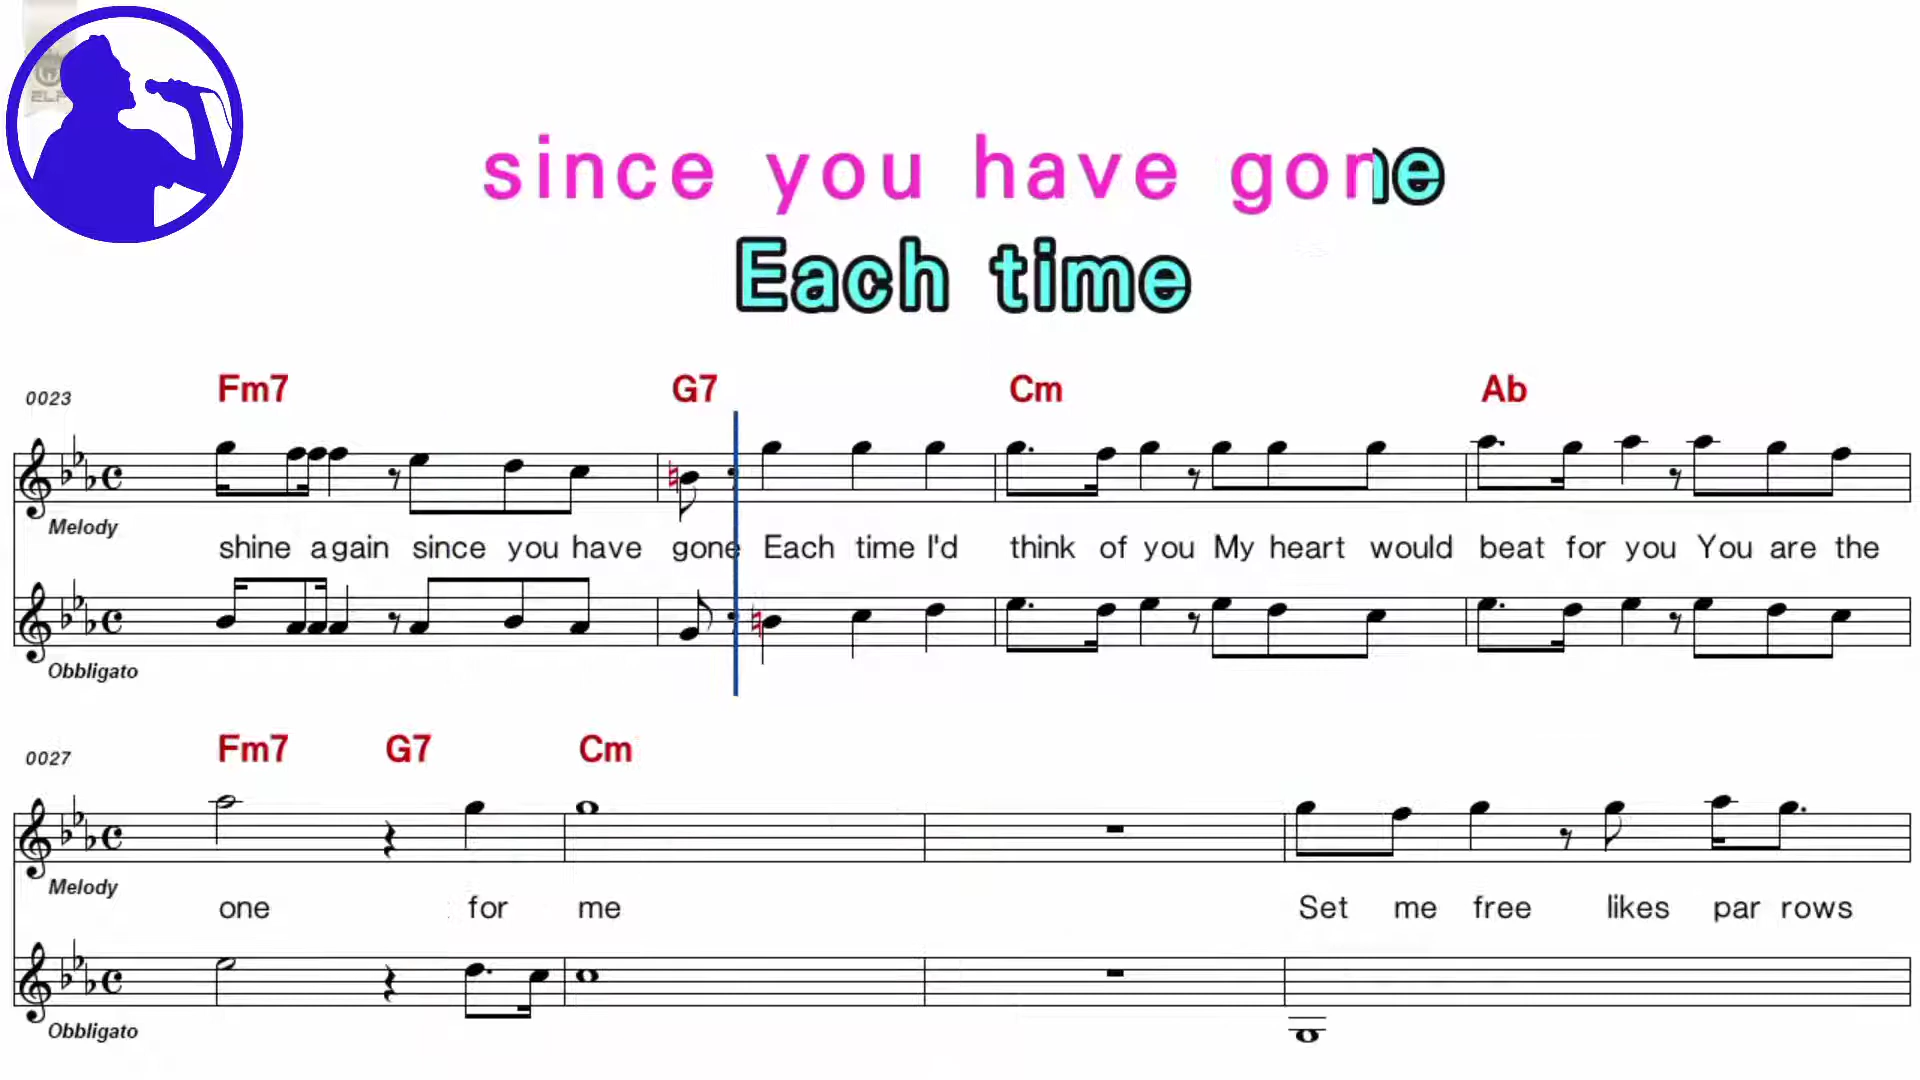 since you have gone
Each time
0023 Fm7 G7 Cm Ab
Melody
shine again since you have gone Each time I'd think of you My heart would beat for you You are the
Obbligato
0027 Fm7 G7 Cm
Melody
one for me Set me free likes par rows
Obbligato